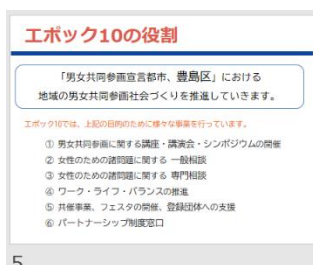 エポック10の役割
「男女共同参画宣言都市、豊島区」における
地域の男女共同参画社会づくりを推進していきます。
エポック10では、上記の目的のために様々な事業を行っています。
① 男女共同参画に関する講座・講演会・シンポジウムの開催
② 女性のための諸問題に関する 一般相談
③ 女性のための諸問題に関する 専門相談
④ ワーク・ライフ・バランスの推進
⑤ 共催事業、フェスタの開催、登録団体への支援
⑥ パートナーシップ制度窓口
5